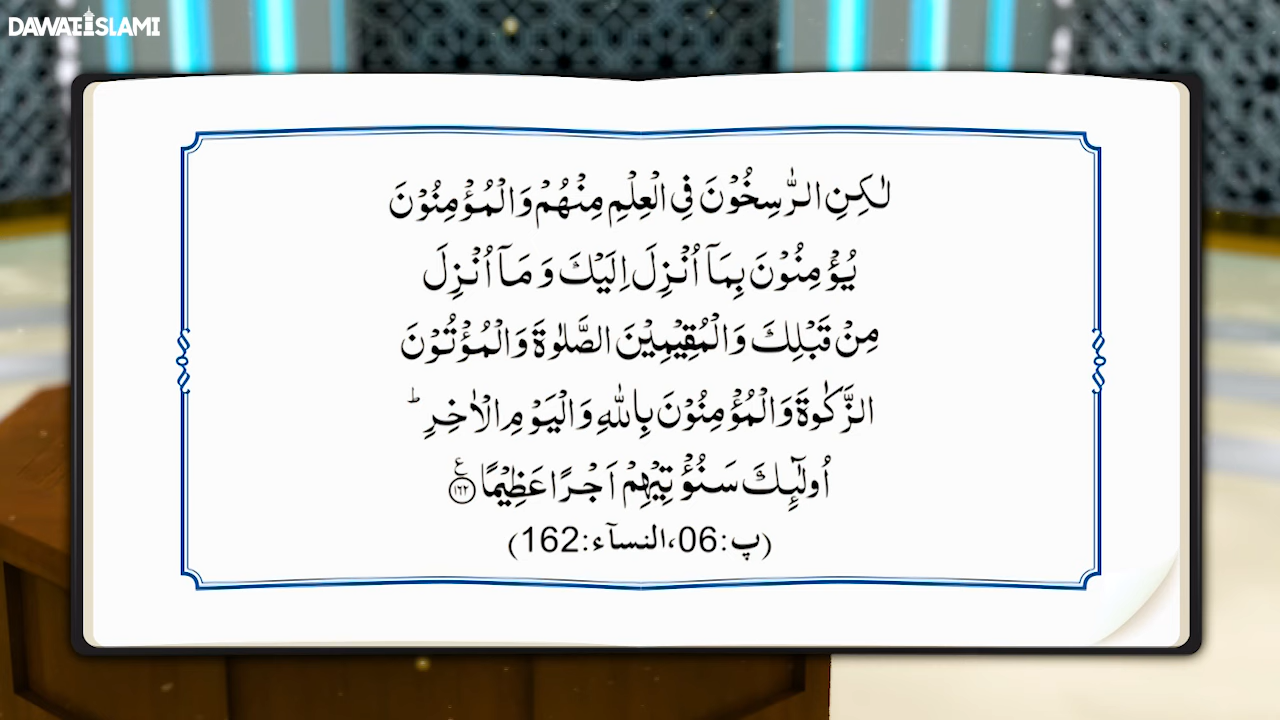 DAWATEISLAMI
لٰكِنِ الرّٰسِخُوْنَ فِی الْعِلْمِ مِنْهُمْ وَالْمُؤْمِنُوْنَ
یُؤْمِنُوْنَ بِمَاۤ اُنْزِلَ اِلَیْكَ وَ مَاۤ اُنْزِلَ
مِنْ قَبْلِكَ وَالْمُقِیْمِیْنَ الصَّلٰوةَ وَالْمُؤْتُوْنَ
الزَّكٰوةَ وَالْمُؤْمِنُوْنَ بِاللّٰهِ وَالْیَوْمِ الْاٰخِرِ ؕ
اُولٰٓىِٕكَ سَنُؤْتِیْهِمْ اَجْرًا عَظِیْمًا ۠﴿۱۶۲﴾
(پ:06،النسآء:162)